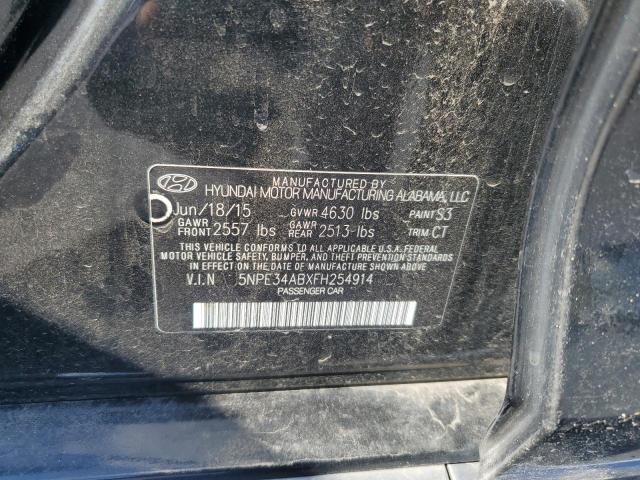 MANUFACTURED BY
HYUNDAI MOTOR MANUFACTURING ALABAMA, LLC
Jun/18/15 GVWR 4630 lbs PAINT S3
GAWR FRONT 2557 lbs GAWR REAR 2513 lbs TRIM CT
THIS VEHICLE CONFORMS TO ALL APPLICABLE U.S.A. FEDERAL
MOTOR VEHICLE SAFETY, BUMPER, AND THEFT PREVENTION STANDARDS
IN EFFECT ON THE DATE OF MANUFACTURE SHOWN ABOVE.
V.I.N 5NPE34ABXFH254914
PASSENGER CAR